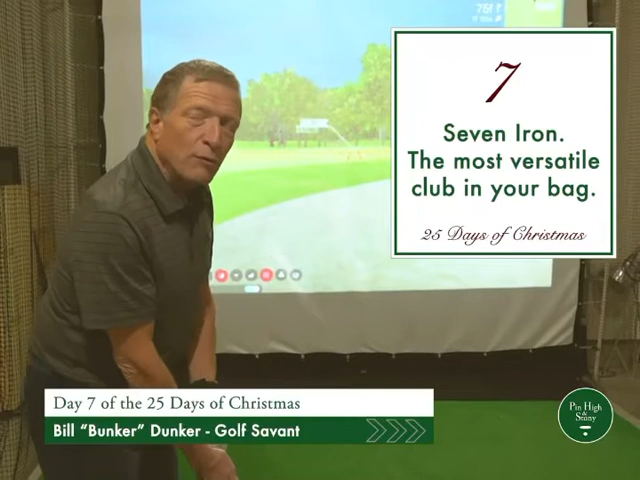 7
Seven Iron.
The most versatile
club in your bag.
25 Days of Christmas
Day 7 of the 25 Days of Christmas
Bill “Bunker” Dunker - Golf Savant
Pin High
&
Stony